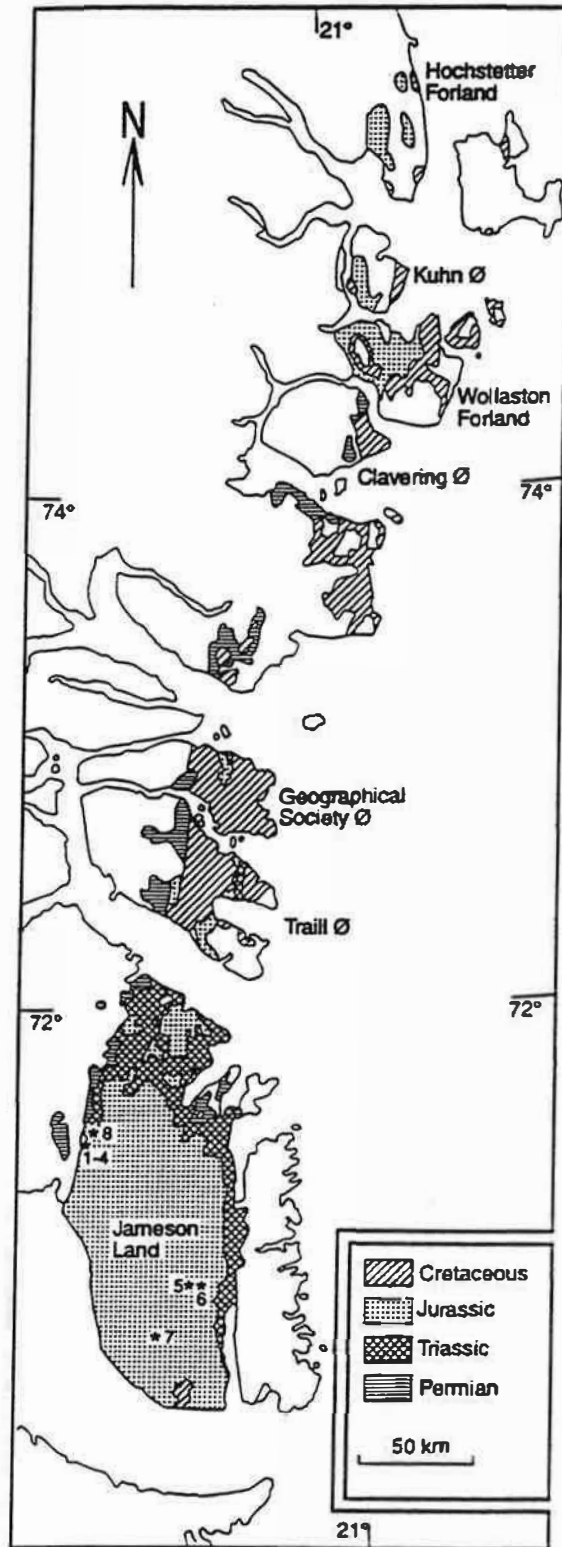 21°
Hochstetter
Forland
N
Kuhn Ø
Wollaston
Forland
Clavering Ø
74°
74°
Geographical
Society Ø
Traill Ø
72°
72°
*8
1-4
Jameson
Land
5**
6
*7
Cretaceous
Jurassic
Triassic
Permian
50 km
21°